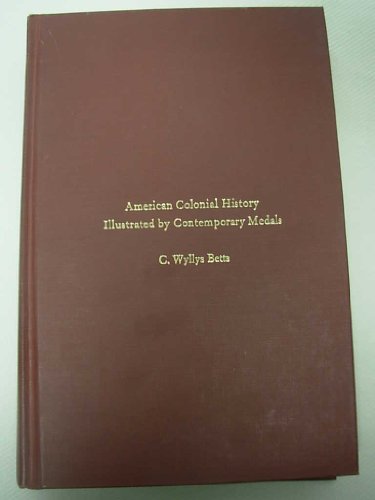 American Colonial History
Illustrated by Contemporary Medals
C. Wyllys Betts